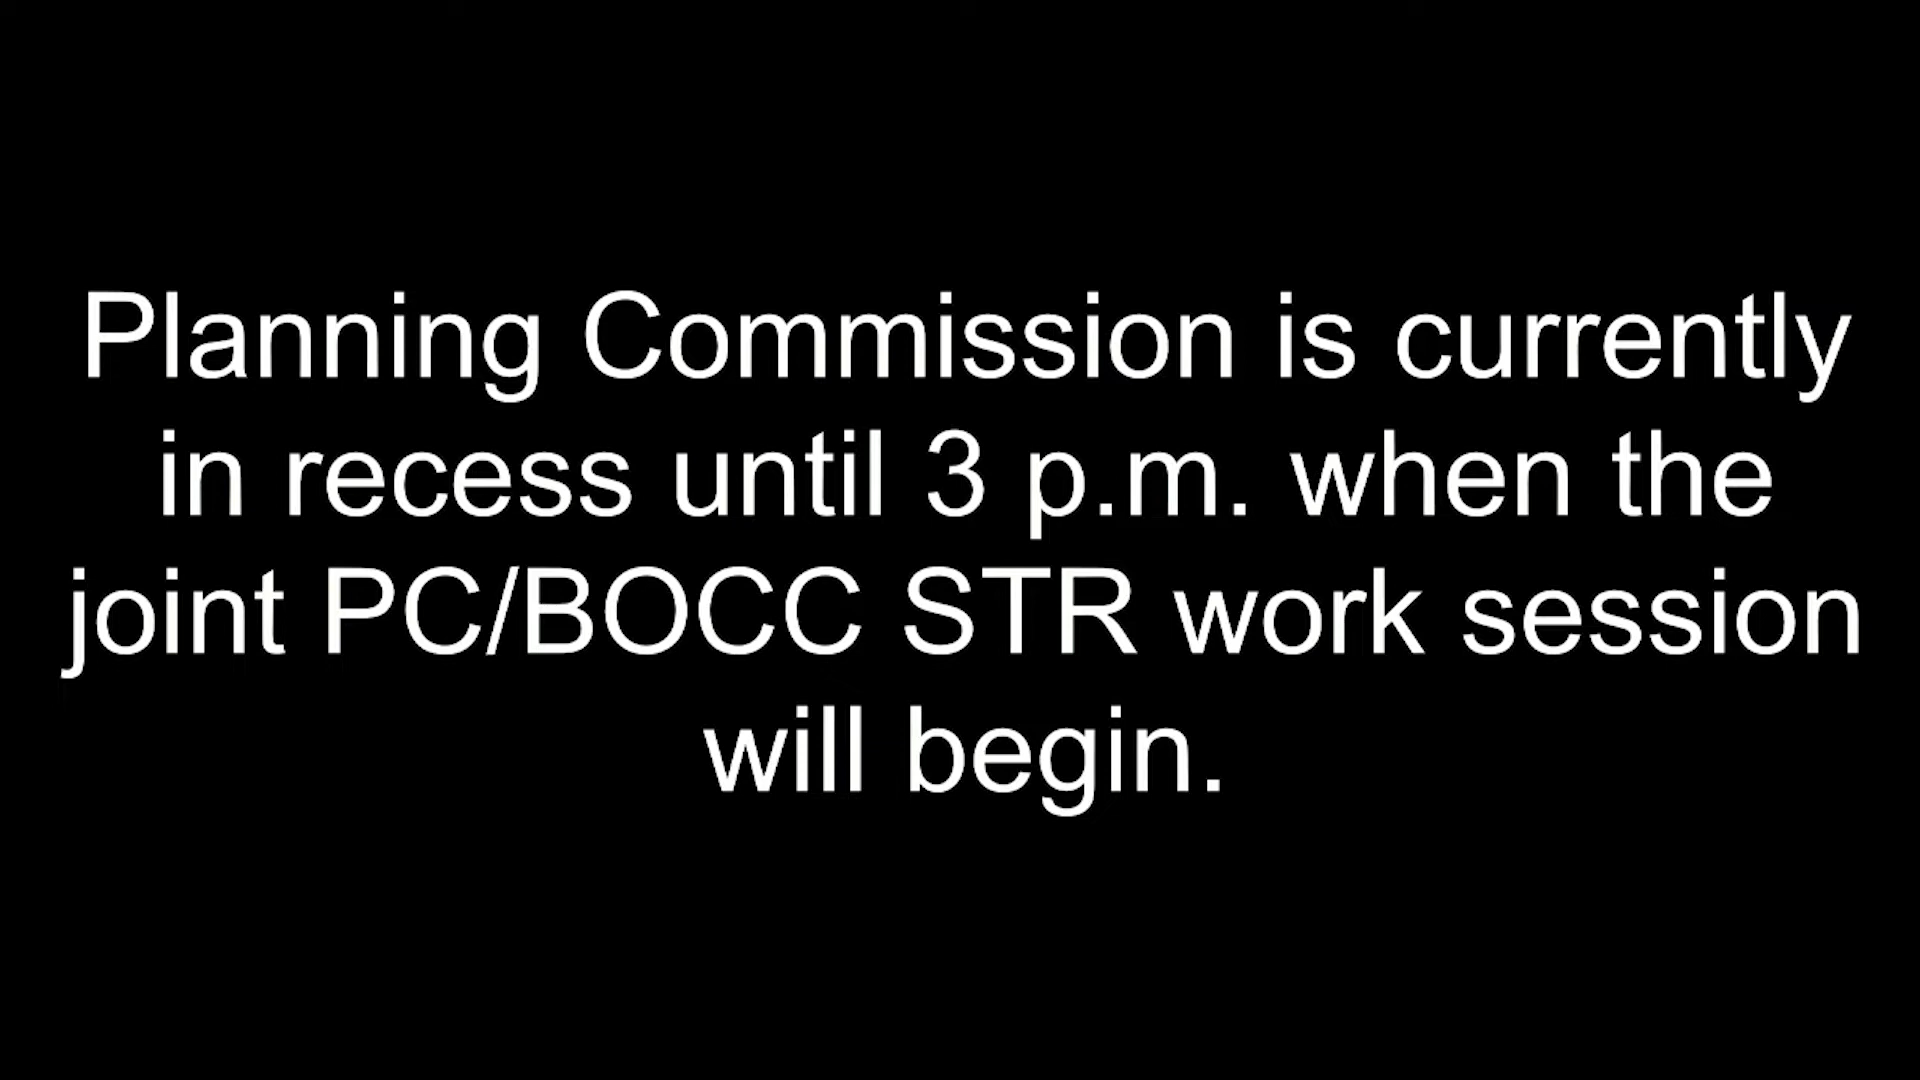 Planning Commission is currently
in recess until 3 p.m. when the
joint PC/BOCC STR work session
will begin.